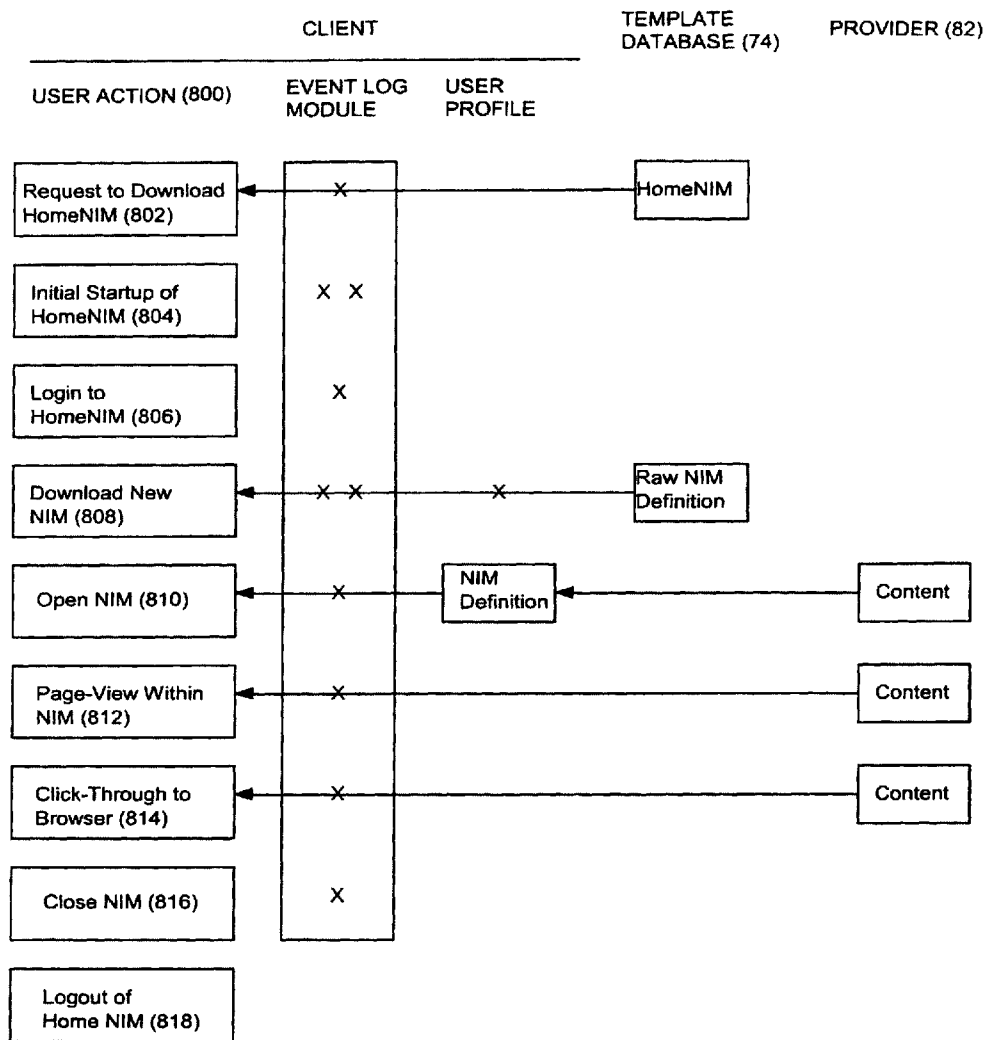 CLIENT
TEMPLATE
DATABASE (74)
PROVIDER (82)
USER ACTION (800)
EVENT LOG
MODULE
USER
PROFILE
Request to Download
HomeNIM (802)
X
HomeNIM
Initial Startup of
HomeNIM (804)
X X
Login to
HomeNIM (806)
X
Download New
NIM (808)
X X
X
Raw NIM
Definition
Open NIM (810)
X
NIM
Definition
Content
Page-View Within
NIM (812)
X
Content
Click-Through to
Browser (814)
X
Content
Close NIM (816)
X
Logout of
Home NIM (818)